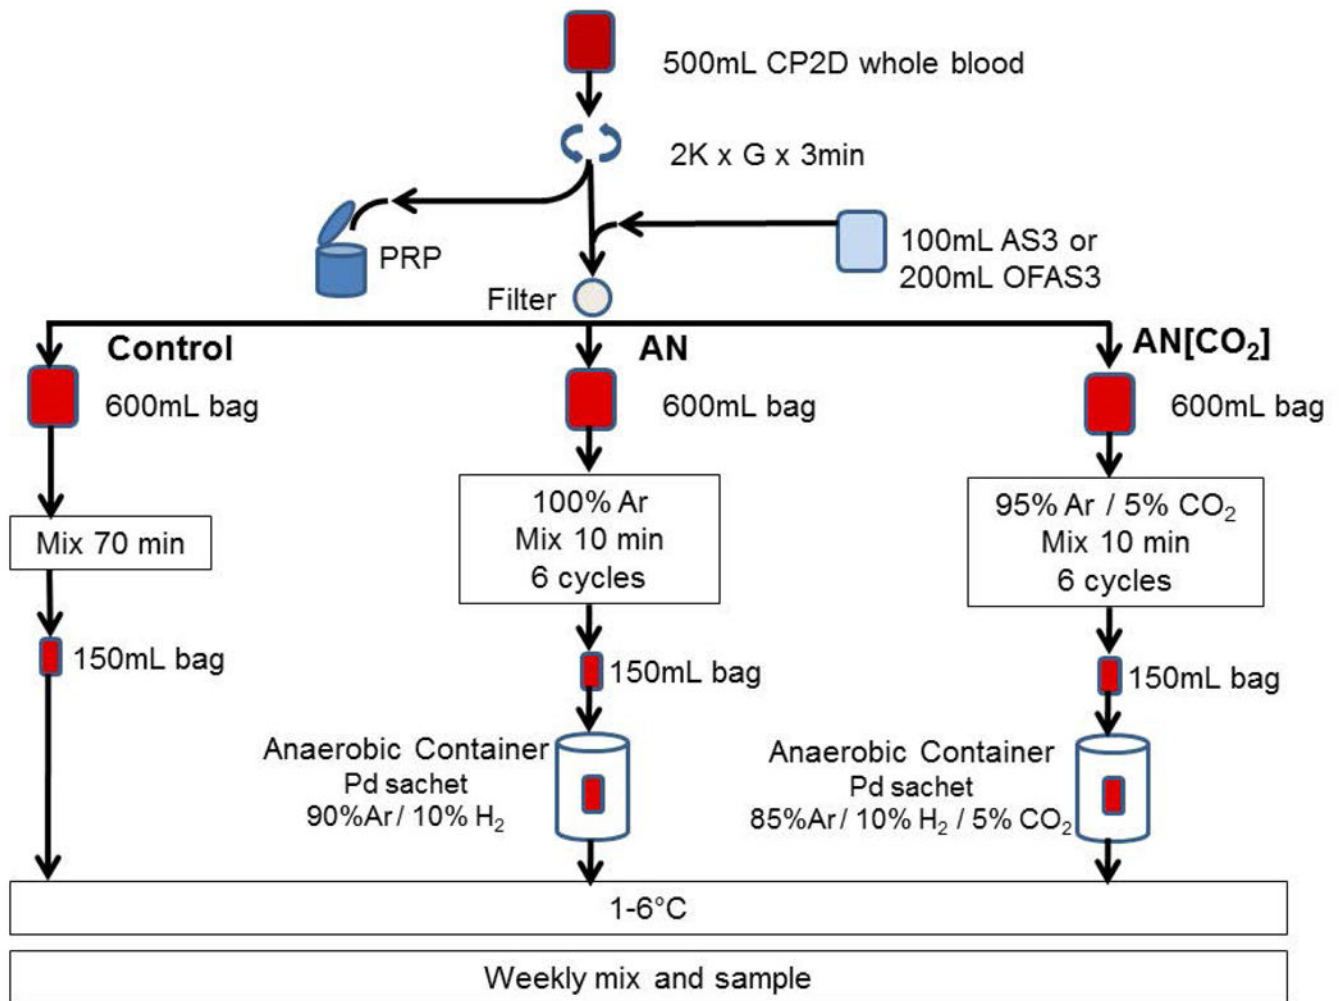 500mL CP2D whole blood
2K x G x 3min
PRP
100mL AS3 or
200mL OFAS3
Filter
Control
AN
AN[CO₂]
600mL bag
600mL bag
600mL bag
Mix 70 min
100% Ar
Mix 10 min
6 cycles
95% Ar / 5% CO₂
Mix 10 min
6 cycles
150mL bag
150mL bag
150mL bag
Anaerobic Container
Pd sachet
90%Ar/ 10% H₂
Anaerobic Container
Pd sachet
85%Ar/ 10% H₂ / 5% CO₂
1-6°C
Weekly mix and sample